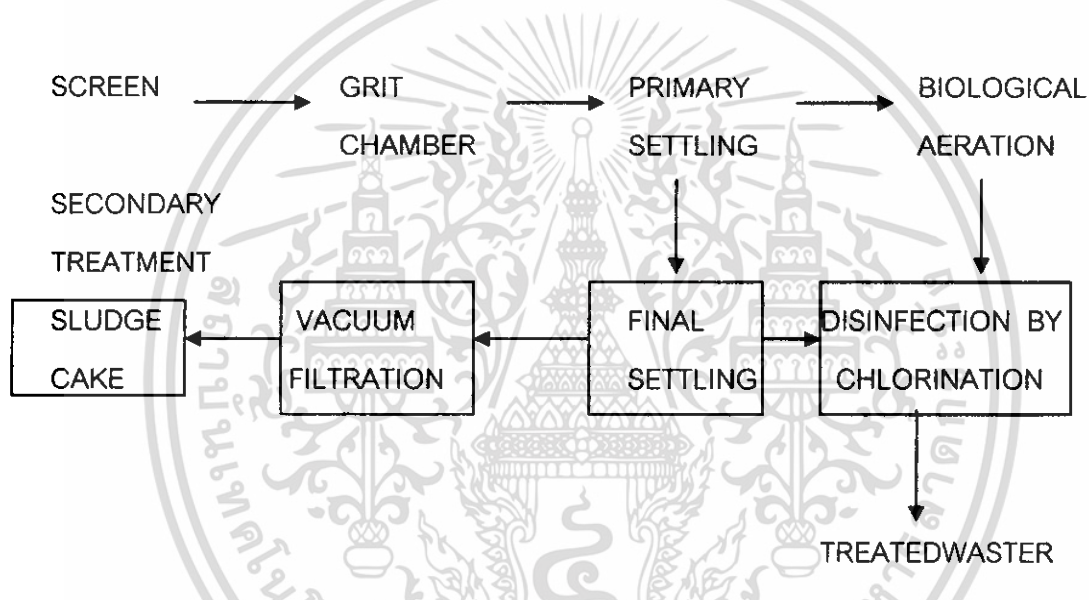 SCREEN GRIT PRIMARY BIOLOGICAL
CHAMBER SETTLING AERATION
SECONDARY
TREATMENT
SLUDGE VACUUM FINAL DISINFECTION BY
CAKE FILTRATION SETTLING CHLORINATION
TREATEDWASTER